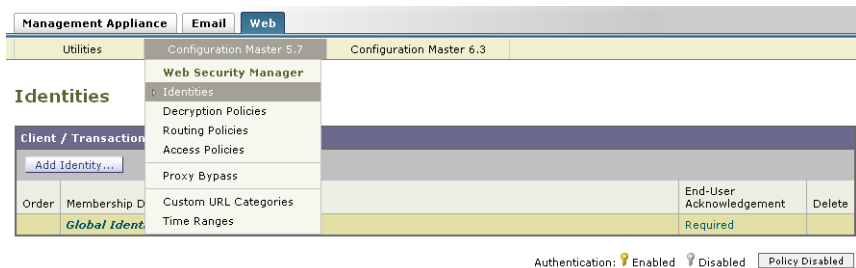 Management Appliance Email Web
Utilities Configuration Master 5.7 Configuration Master 6.3
Web Security Manager
Identities
Identities
Decryption Policies
Routing Policies
Access Policies
Proxy Bypass
Custom URL Categories
Time Ranges
Client / Transaction
Add Identity...
Order Membership D End-User Acknowledgement Delete
Global Ident Required
Authentication: Enabled Disabled Policy Disabled